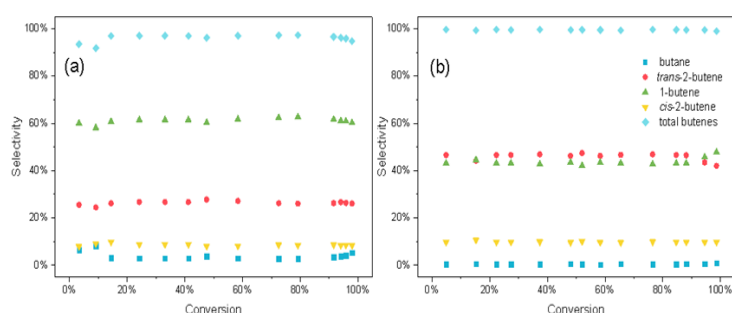 100%
80%
60%
40%
20%
0%
Selectivity
(a)
0% 20% 40% 60% 80% 100%
Conversion
100%
80%
60%
40%
20%
0%
Selectivity
(b)
butane
trans-2-butene
1-butene
cis-2-butene
total butenes
0% 20% 40% 60% 80% 100%
Conversion